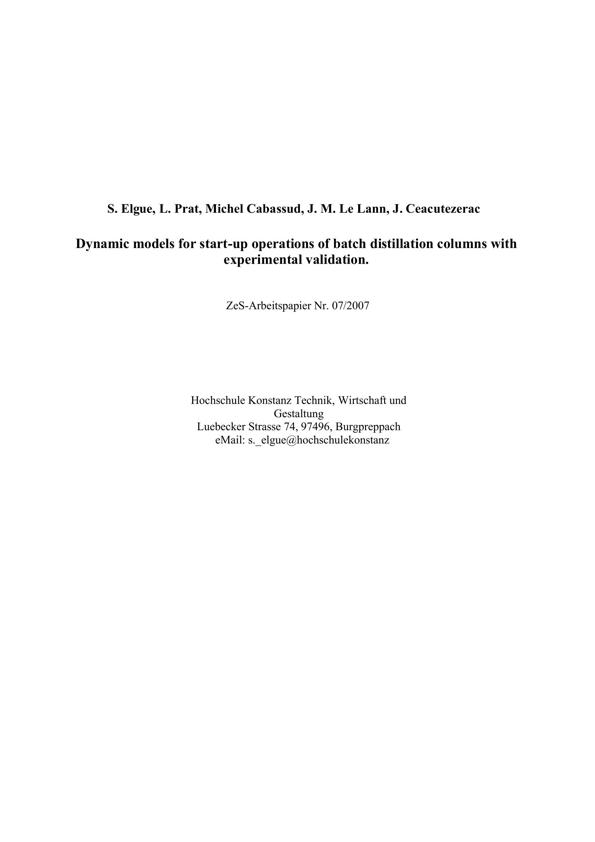 S. Elgue, L. Prat, Michel Cabassud, J. M. Le Lann, J. Ceacutezerac
Dynamic models for start-up operations of batch distillation columns with
experimental validation.
ZeS-Arbeitspapier Nr. 07/2007
Hochschule Konstanz Technik, Wirtschaft und
Gestaltung
Luebecker Strasse 74, 97496, Burgpreppach
eMail: s._elgue@hochschulekonstanz